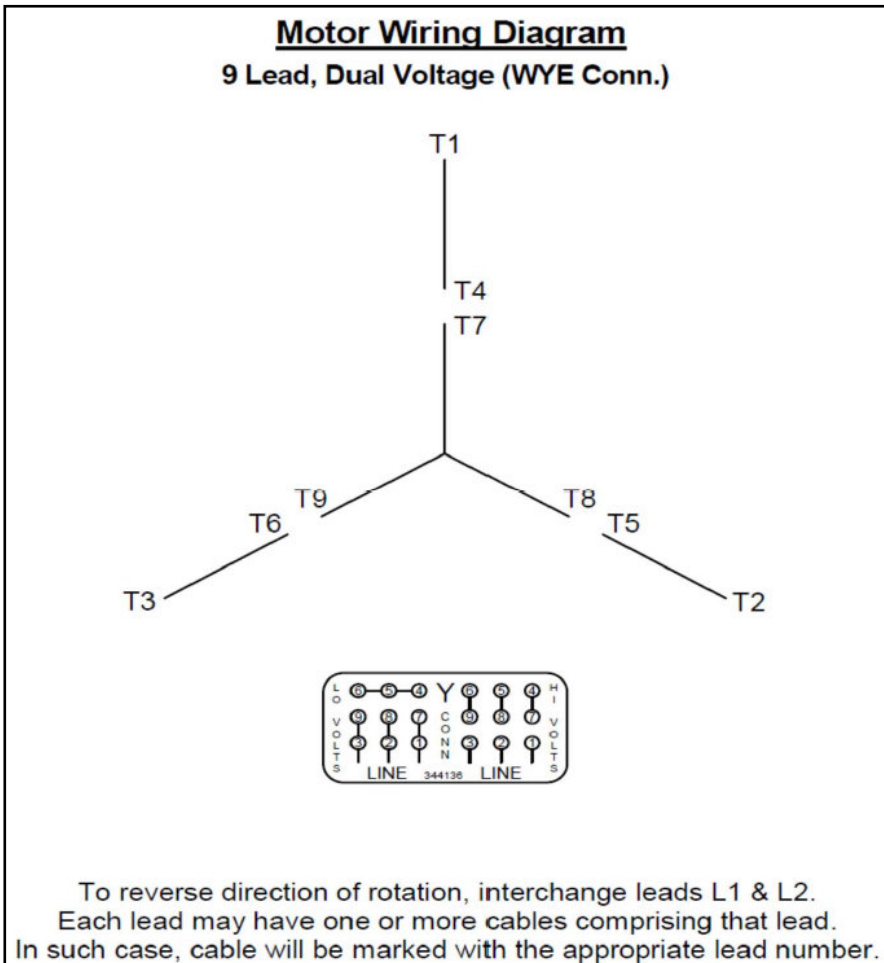 Motor Wiring Diagram
9 Lead, Dual Voltage (WYE Conn.)
T1
T4
T7
T9
T8
T6
T5
T3
T2
LO VOLTS
6 5 4
Y CONN
6 5 4
HI VOLTS
9 8 7
9 8 7
3 2 1
3 2 1
LINE 344136 LINE
To reverse direction of rotation, interchange leads L1 & L2.
Each lead may have one or more cables comprising that lead.
In such case, cable will be marked with the appropriate lead number.